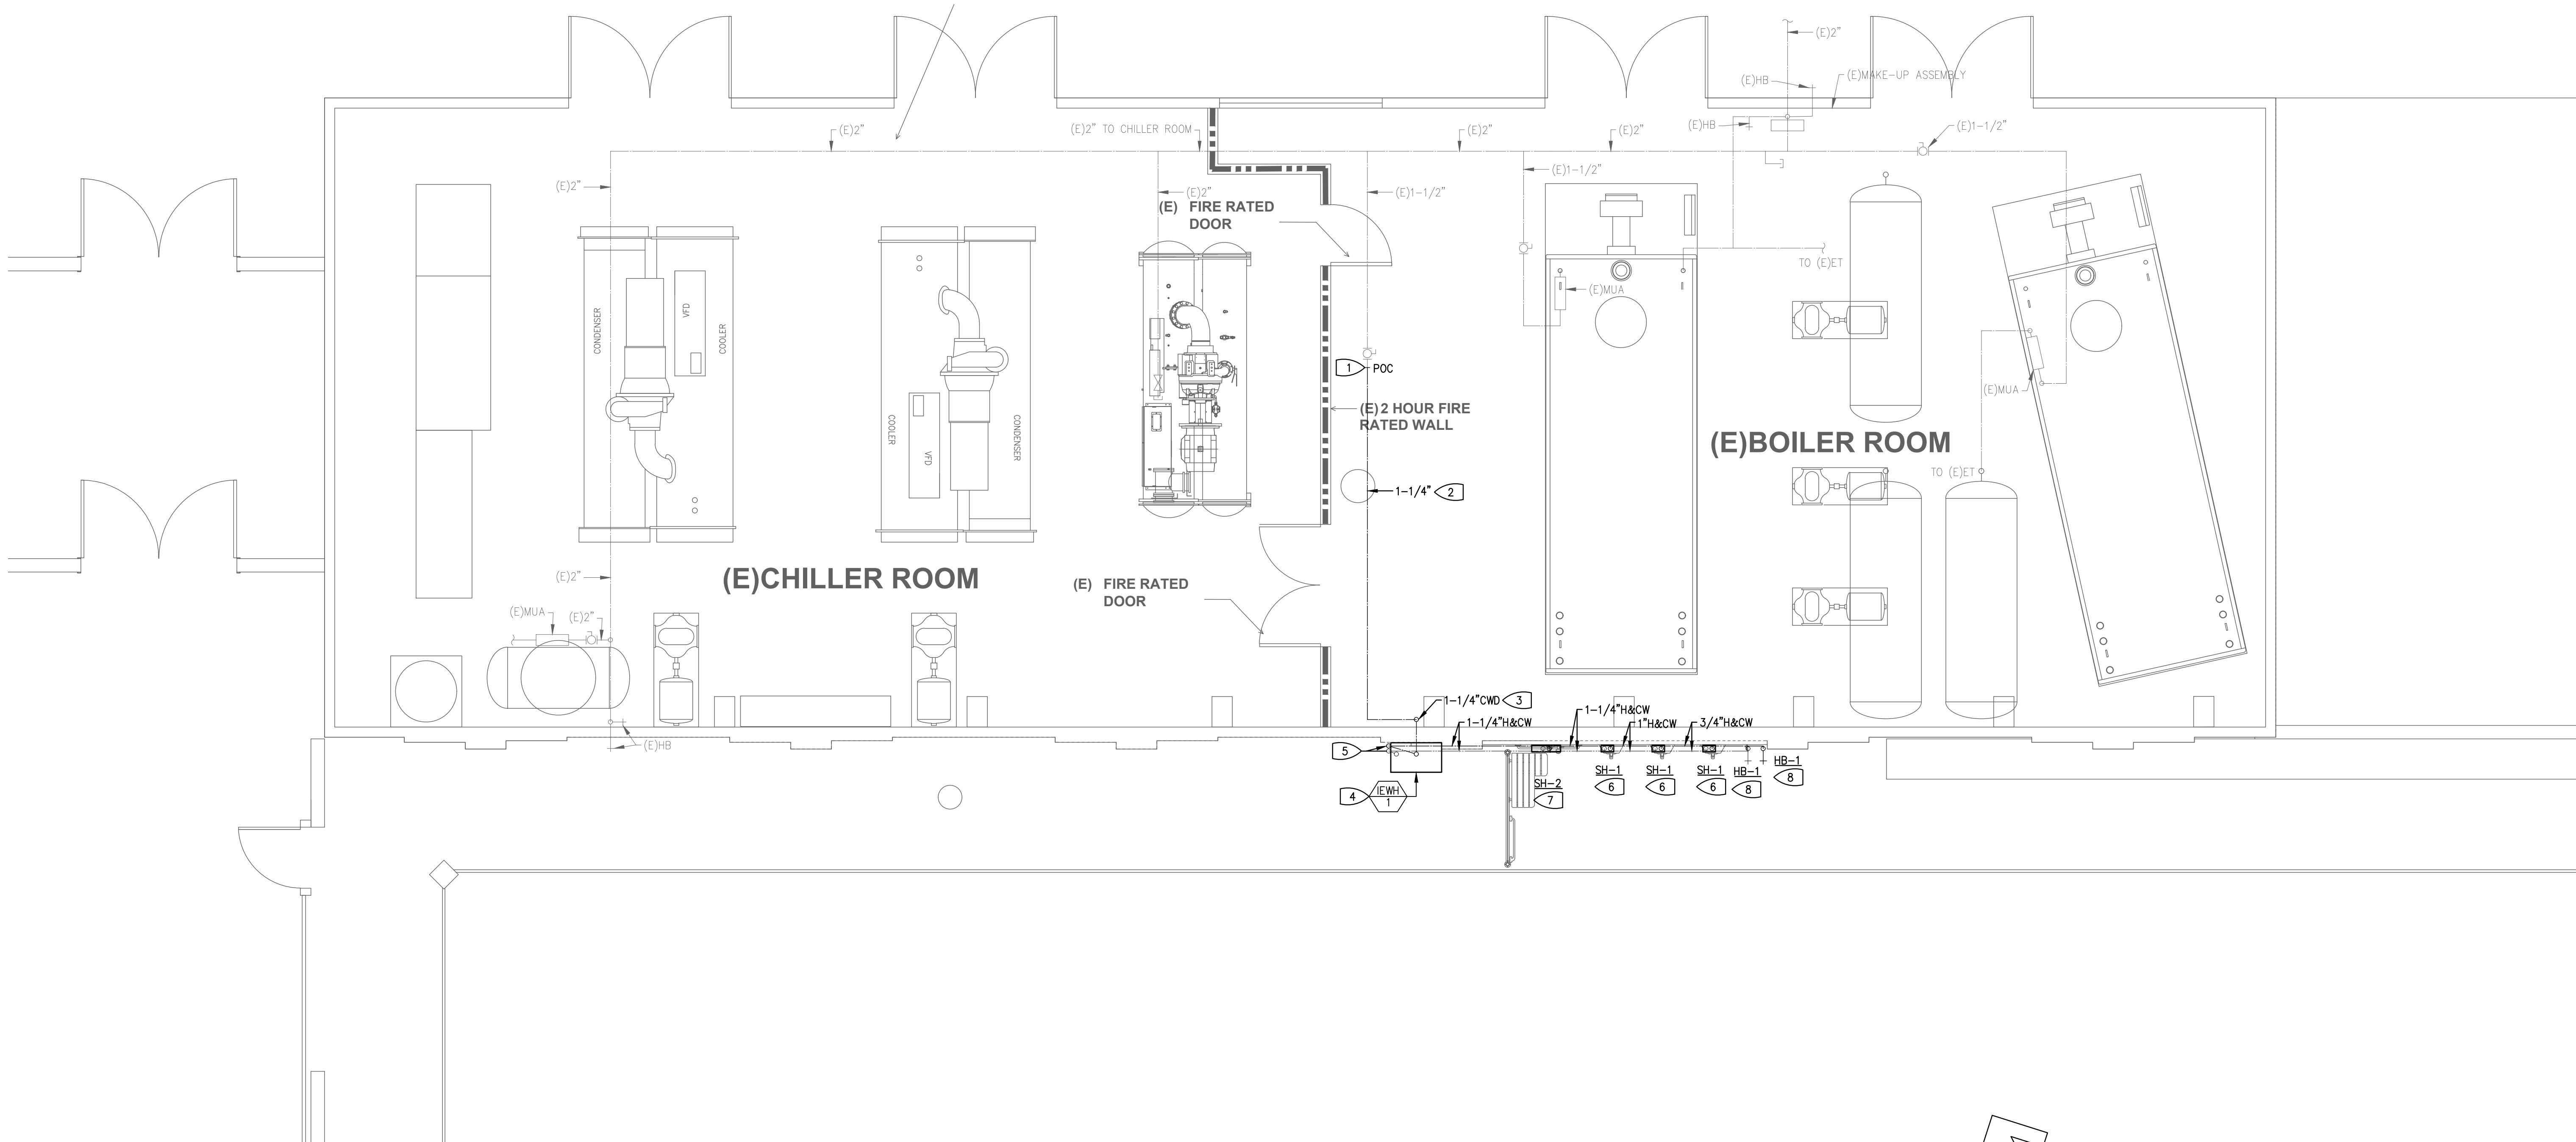 (E)2"
(E)HB
(E)MAKE-UP ASSEMBLY
(E)2"
(E)2" TO CHILLER ROOM
(E)2"
(E)2"
(E)HB
(E)1-1/2"
(E)2"
(E)2"
(E)1-1/2"
(E)1-1/2"
(E) FIRE RATED
DOOR
TO (E)ET
(E)MUA
CONDENSER
VFD
COOLER
1
POC
(E)MUA
COOLER
VFD
CONDENSER
(E) 2 HOUR FIRE
RATED WALL
(E)BOILER ROOM
TO (E)ET
1-1/4"
2
(E)2"
(E)CHILLER ROOM
(E) FIRE RATED
DOOR
(E)MUA
(E)2"
(E)HB
1-1/4"CWD
3
1-1/4"H&CW
1-1/4"H&CW
1"H&CW
3/4"H&CW
5
4
IEWH
1
SH-2
7
SH-1
6
SH-1
6
SH-1
6
HB-1
8
HB-1
8